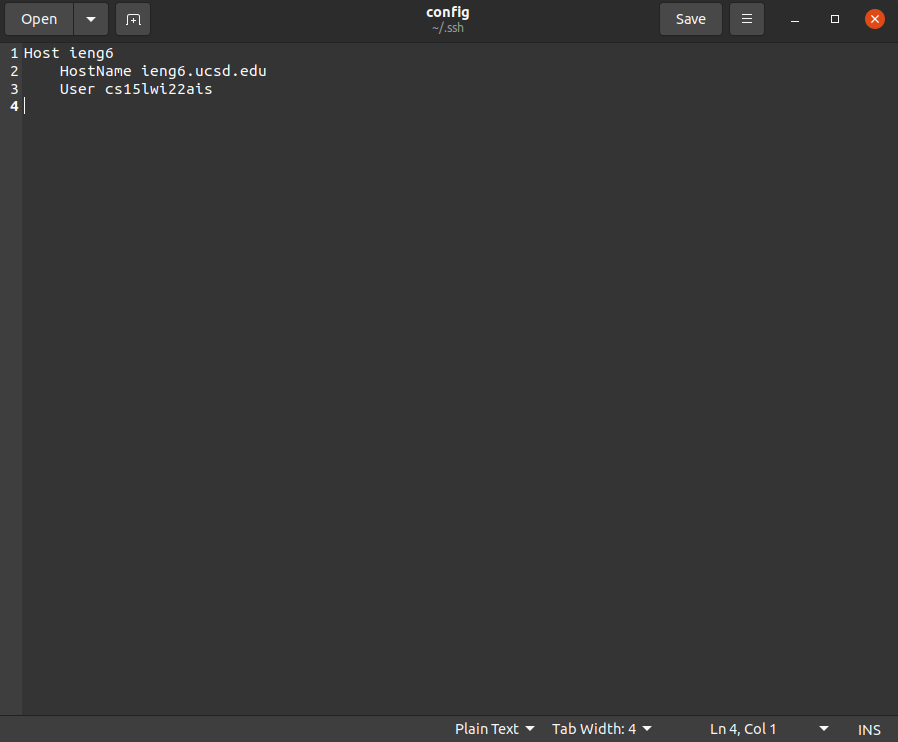 Open
config
~/.ssh
Save
1 Host ieng6
2     HostName ieng6.ucsd.edu
3     User cs15lwi22ais
4
Plain Text
Tab Width: 4
Ln 4, Col 1
INS